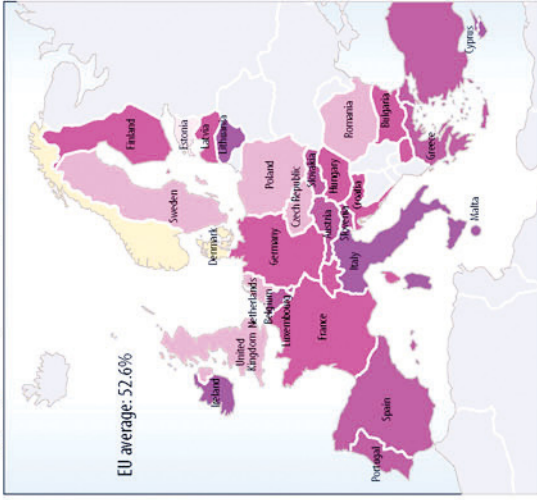 EU average: 52.6%
Finland
Sweden
Estonia
Latvia
Lithuania
Denmark
Ireland
United
Kingdom
Netherlands
Belgium
Luxembourg
Germany
Poland
Czech Republic
Slovakia
Austria
Hungary
Romania
France
Slovenia
Croatia
Bulgaria
Italy
Portugal
Spain
Greece
Malta
Cyprus